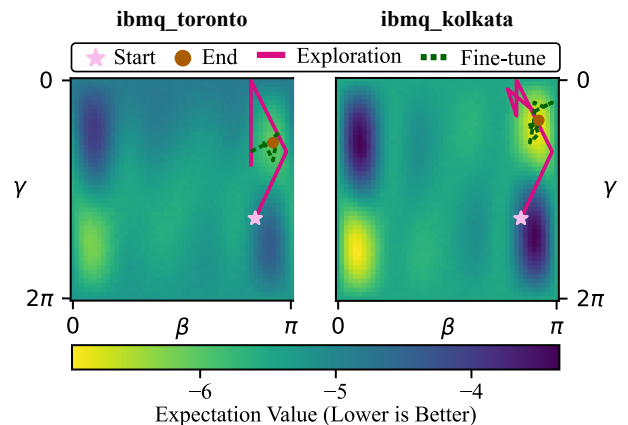 ibmq_toronto ibmq_kolkata
Start End Exploration Fine-tune
0 0
γ γ
2π 2π
0 β π 0 β π
−6 −5 −4
Expectation Value (Lower is Better)